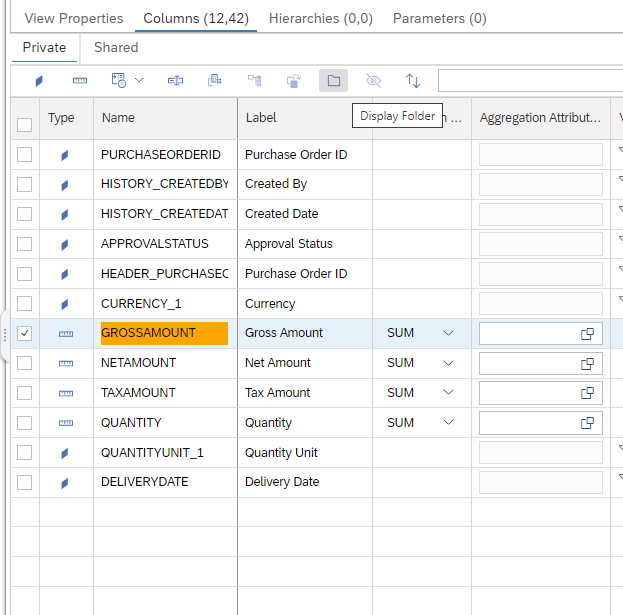 View Properties Columns (12,42) Hierarchies (0,0) Parameters (0)
Private Shared
Display Folder
Type Name Label n ... Aggregation Attribut...
PURCHASEORDERID Purchase Order ID
HISTORY_CREATEDBY Created By
HISTORY_CREATEDAT Created Date
APPROVALSTATUS Approval Status
HEADER_PURCHASEC Purchase Order ID
CURRENCY_1 Currency
GROSSAMOUNT Gross Amount SUM
NETAMOUNT Net Amount SUM
TAXAMOUNT Tax Amount SUM
QUANTITY Quantity SUM
QUANTITYUNIT_1 Quantity Unit
DELIVERYDATE Delivery Date